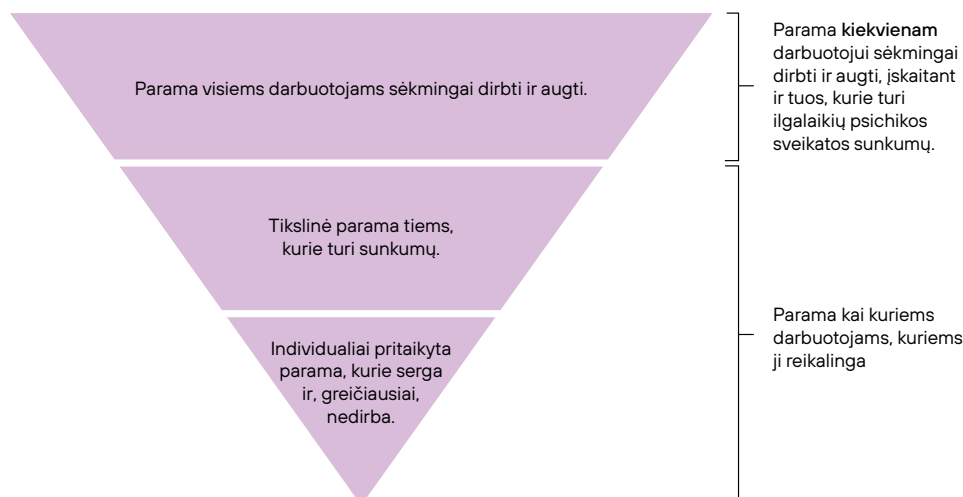 Parama visiems darbuotojams sėkmingai dirbti ir augti.
Parama kiekvienam
darbuotojui sėkmingai
dirbti ir augti, įskaitant
ir tuos, kurie turi
ilgalaikių psichikos
sveikatos sunkumų.
Tikslinė parama tiems,
kurie turi sunkumų.
Individualiai pritaikyta
parama, kurie serga
ir, greičiausiai,
nedirba.
Parama kai kuriems
darbuotojams, kuriems
ji reikalinga